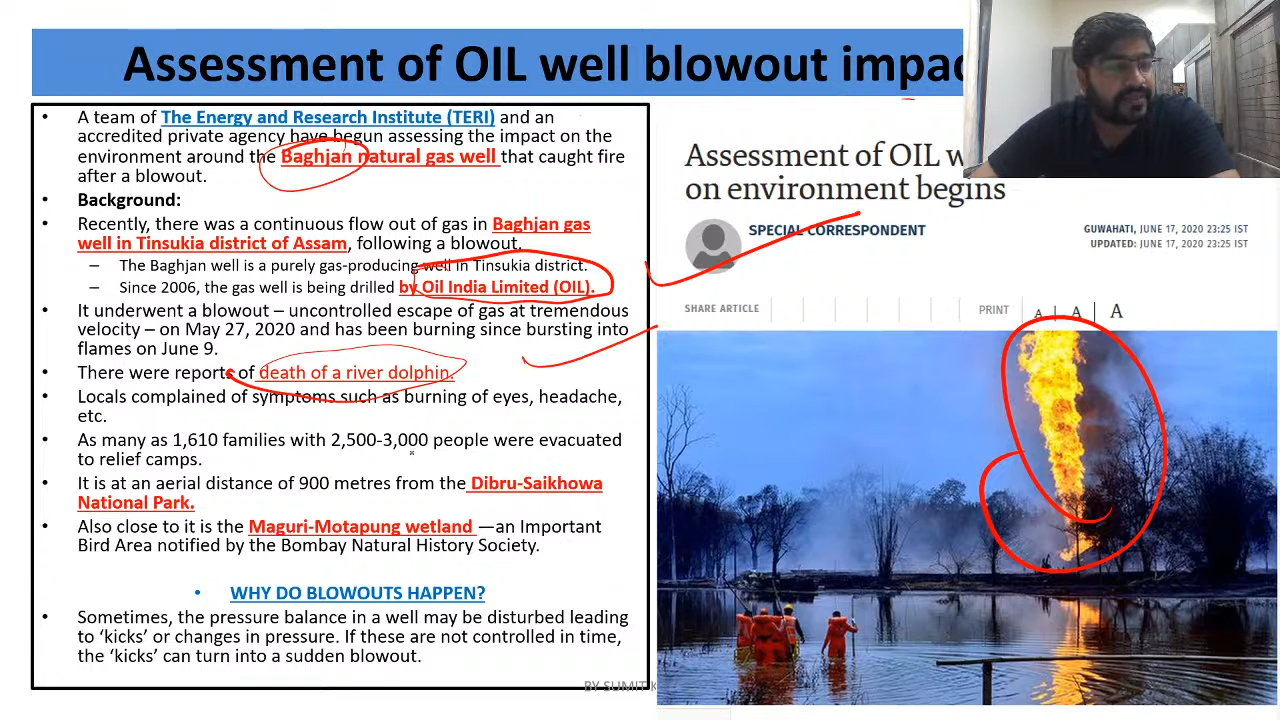 Assessment of OIL well blowout impac
• A team of The Energy and Research Institute (TERI) and an
accredited private agency have begun assessing the impact on the
environment around the Baghjan natural gas well that caught fire
after a blowout.
• Background:
• Recently, there was a continuous flow out of gas in Baghjan gas
well in Tinsukia district of Assam, following a blowout.
– The Baghjan well is a purely gas-producing well in Tinsukia district.
– Since 2006, the gas well is being drilled by Oil India Limited (OIL).
• It underwent a blowout – uncontrolled escape of gas at tremendous
velocity – on May 27, 2020 and has been burning since bursting into
flames on June 9.
• There were reports of death of a river dolphin.
• Locals complained of symptoms such as burning of eyes, headache,
etc.
• As many as 1,610 families with 2,500-3,000 people were evacuated
to relief camps.
• It is at an aerial distance of 900 metres from the Dibru-Saikhowa
National Park.
• Also close to it is the Maguri-Motapung wetland —an Important
Bird Area notified by the Bombay Natural History Society.
• WHY DO BLOWOUTS HAPPEN?
• Sometimes, the pressure balance in a well may be disturbed leading
to ‘kicks’ or changes in pressure. If these are not controlled in time,
the ‘kicks’ can turn into a sudden blowout.
BY SUMIT K
Assessment of OIL w
on environment begins
SPECIAL CORRESPONDENT
GUWAHATI, JUNE 17, 2020 23:25 IST
UPDATED: JUNE 17, 2020 23:25 IST
SHARE ARTICLE
PRINT A A A